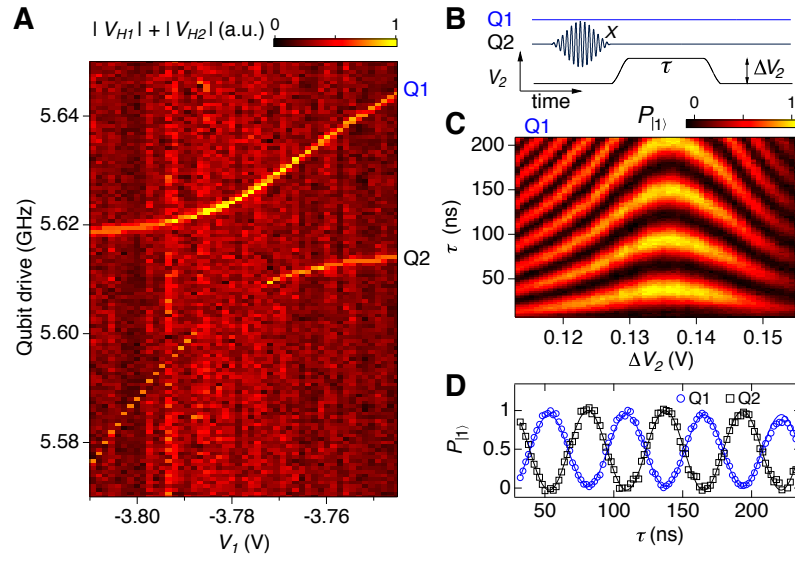 A
| V_H1 | + | V_H2 | (a.u.)
0 1
Q1
Q2
Qubit drive (GHz)
5.64
5.62
5.60
5.58
-3.80 -3.78 -3.76
V_1 (V)
B
Q1
Q2
X
V_2
τ
ΔV_2
time
C
Q1
P_|1⟩
0 1
τ (ns)
200
150
100
50
0.12 0.13 0.14 0.15
ΔV_2 (V)
D
Q1 Q2
P_|1⟩
1
0.5
0
50 100 150 200
τ (ns)